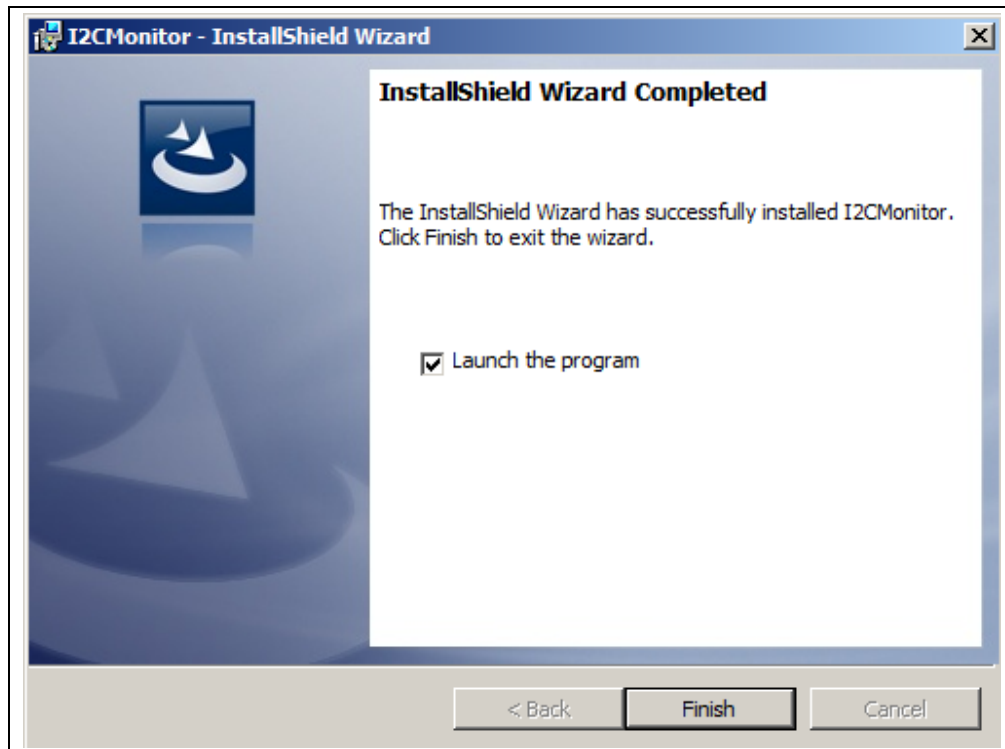 I2CMonitor - InstallShield Wizard
InstallShield Wizard Completed
The InstallShield Wizard has successfully installed I2CMonitor.
Click Finish to exit the wizard.
Launch the program
< Back
Finish
Cancel